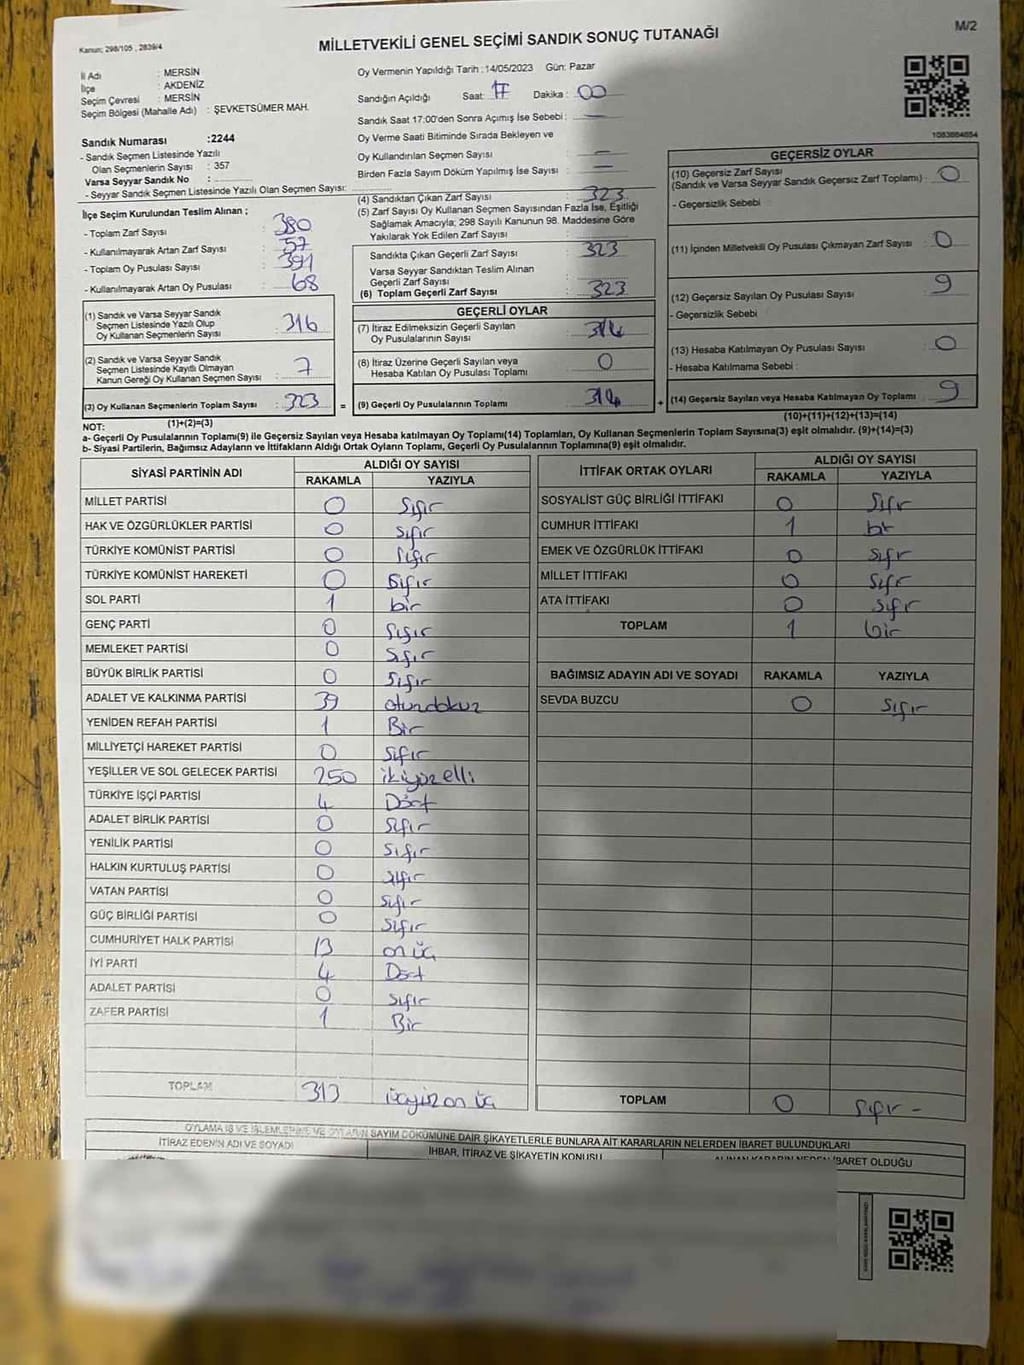 Kanun; 298/105 , 2839/4
M/2
MİLLETVEKİLİ GENEL SEÇİMİ SANDIK SONUÇ TUTANAĞI
İl Adı : MERSİN
İlçe : AKDENİZ
Seçim Çevresi : MERSİN
Seçim Bölgesi (Mahalle Adı) : ŞEVKETSÜMER MAH.
Sandık Numarası :2244
- Sandık Seçmen Listesinde Yazılı
Olan Seçmenlerin Sayısı : 357
Varsa Seyyar Sandık No :
- Seyyar Sandık Seçmen Listesinde Yazılı Olan Seçmen Sayısı:
İlçe Seçim Kurulundan Teslim Alınan ;
- Toplam Zarf Sayısı : 380
- Kullanılmayarak Artan Zarf Sayısı : 57
- Toplam Oy Pusulası Sayısı : 391
- Kullanılmayarak Artan Oy Pusulası : 68
(1) Sandık ve Varsa Seyyar Sandık
Seçmen Listesinde Yazılı Olup
Oy Kullanan Seçmenlerin Sayısı : 316
(2) Sandık ve Varsa Seyyar Sandık
Seçmen Listesinde Kayıtlı Olmayan
Kanun Gereği Oy Kullanan Seçmen Sayısı : 7
(3) Oy Kullanan Seçmenlerin Toplam Sayısı : 323
(1)+(2)=(3)
Oy Vermenin Yapıldığı Tarih :14/05/2023 Gün: Pazar
Sandığın Açıldığı Saat: 17 Dakika : 00
Sandık Saat 17:00'den Sonra Açımış İse Sebebi : —
Oy Verme Saati Bitiminde Sırada Bekleyen ve
Oy Kullandırılan Seçmen Sayısı : —
Birden Fazla Sayım Döküm Yapılmış İse Sayısı : —
(4) Sandıktan Çıkan Zarf Sayısı : 323
(5) Zarf Sayısı Oy Kullanan Seçmen Sayısından Fazla İse, Eşitliği
Sağlamak Amacıyla; 298 Sayılı Kanunun 98. Maddesine Göre
Yakılarak Yok Edilen Zarf Sayısı :
Sandıkta Çıkan Geçerli Zarf Sayısı : 323
Varsa Seyyar Sandıktan Teslim Alınan
Geçerli Zarf Sayısı :
(6) Toplam Geçerli Zarf Sayısı : 323
GEÇERLİ OYLAR
(7) İtiraz Edilmeksizin Geçerli Sayılan
Oy Pusulalarının Sayısı : 314
(8) İtiraz Üzerine Geçerli Sayılan veya
Hesaba Katılan Oy Pusulası Toplamı : 0
= (9) Geçerli Oy Pusulalarının Toplamı : 314 +
1083664654
GEÇERSİZ OYLAR
(10) Geçersiz Zarf Sayısı
(Sandık ve Varsa Seyyar Sandık Geçersiz Zarf Toplamı) : 0
- Geçersizlik Sebebi
(11) İçinden Milletvekili Oy Pusulası Çıkmayan Zarf Sayısı : 0
(12) Geçersiz Sayılan Oy Pusulası Sayısı : 9
- Geçersizlik Sebebi
(13) Hesaba Katılmayan Oy Pusulası Sayısı : 0
- Hesaba Katılmama Sebebi :
(14) Geçersiz Sayılan veya Hesaba Katılmayan Oy Toplamı : 9
(10)+(11)+(12)+(13)=(14)
NOT:
a- Geçerli Oy Pusulalarının Toplamı(9) ile Geçersiz Sayılan veya Hesaba katılmayan Oy Toplamı(14) Toplamları, Oy Kullanan Seçmenlerin Toplam Sayısına(3) eşit olmalıdır. (9)+(14)=(3)
b- Siyasi Partilerin, Bağımsız Adayların ve İttifakların Aldığı Ortak Oyların Toplamı, Geçerli Oy Pusulalarının Toplamına(9) eşit olmalıdır.
SİYASİ PARTİNİN ADI ALDIĞI OY SAYISI
RAKAMLA YAZIYLA
MİLLET PARTİSİ 0 Sıfır
HAK VE ÖZGÜRLÜKLER PARTİSİ 0 sıfır
TÜRKİYE KOMÜNİST PARTİSİ 0 sıfır
TÜRKİYE KOMÜNİST HAREKETİ 0 Sıfır
SOL PARTİ 1 bir
GENÇ PARTİ 0 Sıfır
MEMLEKET PARTİSİ 0 Sıfır
BÜYÜK BİRLİK PARTİSİ 0 Sıfır
ADALET VE KALKINMA PARTİSİ 39 otuzdokuz
YENİDEN REFAH PARTİSİ 1 Bir
MİLLİYETÇİ HAREKET PARTİSİ 0 Sıfır
YEŞİLLER VE SOL GELECEK PARTİSİ 250 ikiyüzelli
TÜRKİYE İŞÇİ PARTİSİ 4 Dört
ADALET BİRLİK PARTİSİ 0 Sıfır
YENİLİK PARTİSİ 0 Sıfır
HALKIN KURTULUŞ PARTİSİ 0 sıfır
VATAN PARTİSİ 0 sıfır
GÜÇ BİRLİĞİ PARTİSİ 0 sıfır
CUMHURİYET HALK PARTİSİ 13 on üç
İYİ PARTİ 4 Dört
ADALET PARTİSİ 0 sıfır
ZAFER PARTİSİ 1 Bir
TOPLAM 313 üçyüz on üç
İTTİFAK ORTAK OYLARI ALDIĞI OY SAYISI
RAKAMLA YAZIYLA
SOSYALİST GÜÇ BİRLİĞİ İTTİFAKI 0 Sıfır
CUMHUR İTTİFAKI 1 bir
EMEK VE ÖZGÜRLÜK İTTİFAKI 0 sıfır
MİLLET İTTİFAKI 0 sıfır
ATA İTTİFAKI 0 sıfır
TOPLAM 1 bir
BAĞIMSIZ ADAYIN ADI VE SOYADI RAKAMLA YAZIYLA
SEVDA BUZCU 0 Sıfır
TOPLAM 0 Sıfır -
OYLAMA İŞ VE İŞLEMLERİNE VE OYLARIN SAYIM DÖKÜMÜNE DAİR ŞİKAYETLERLE BUNLARA AİT KARARLARIN NELERDEN İBARET BULUNDUKLARI
İTİRAZ EDENİN ADI VE SOYADI İHBAR, İTİRAZ VE ŞİKAYETİN KONUSU ALINAN KARARIN NEDEN İBARET OLDUĞU